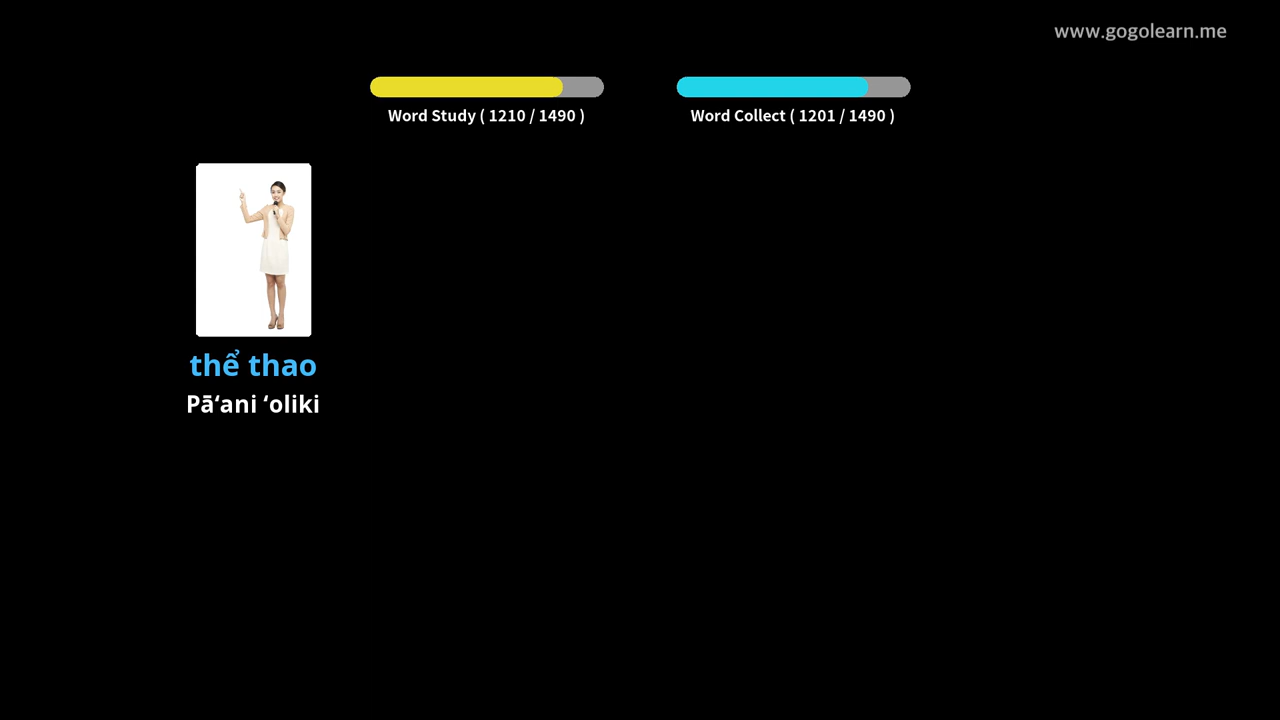 www.gogolearn.me
Word Study ( 1210 / 1490 )
Word Collect ( 1201 / 1490 )
thể thao
Pāʻani ʻoliki